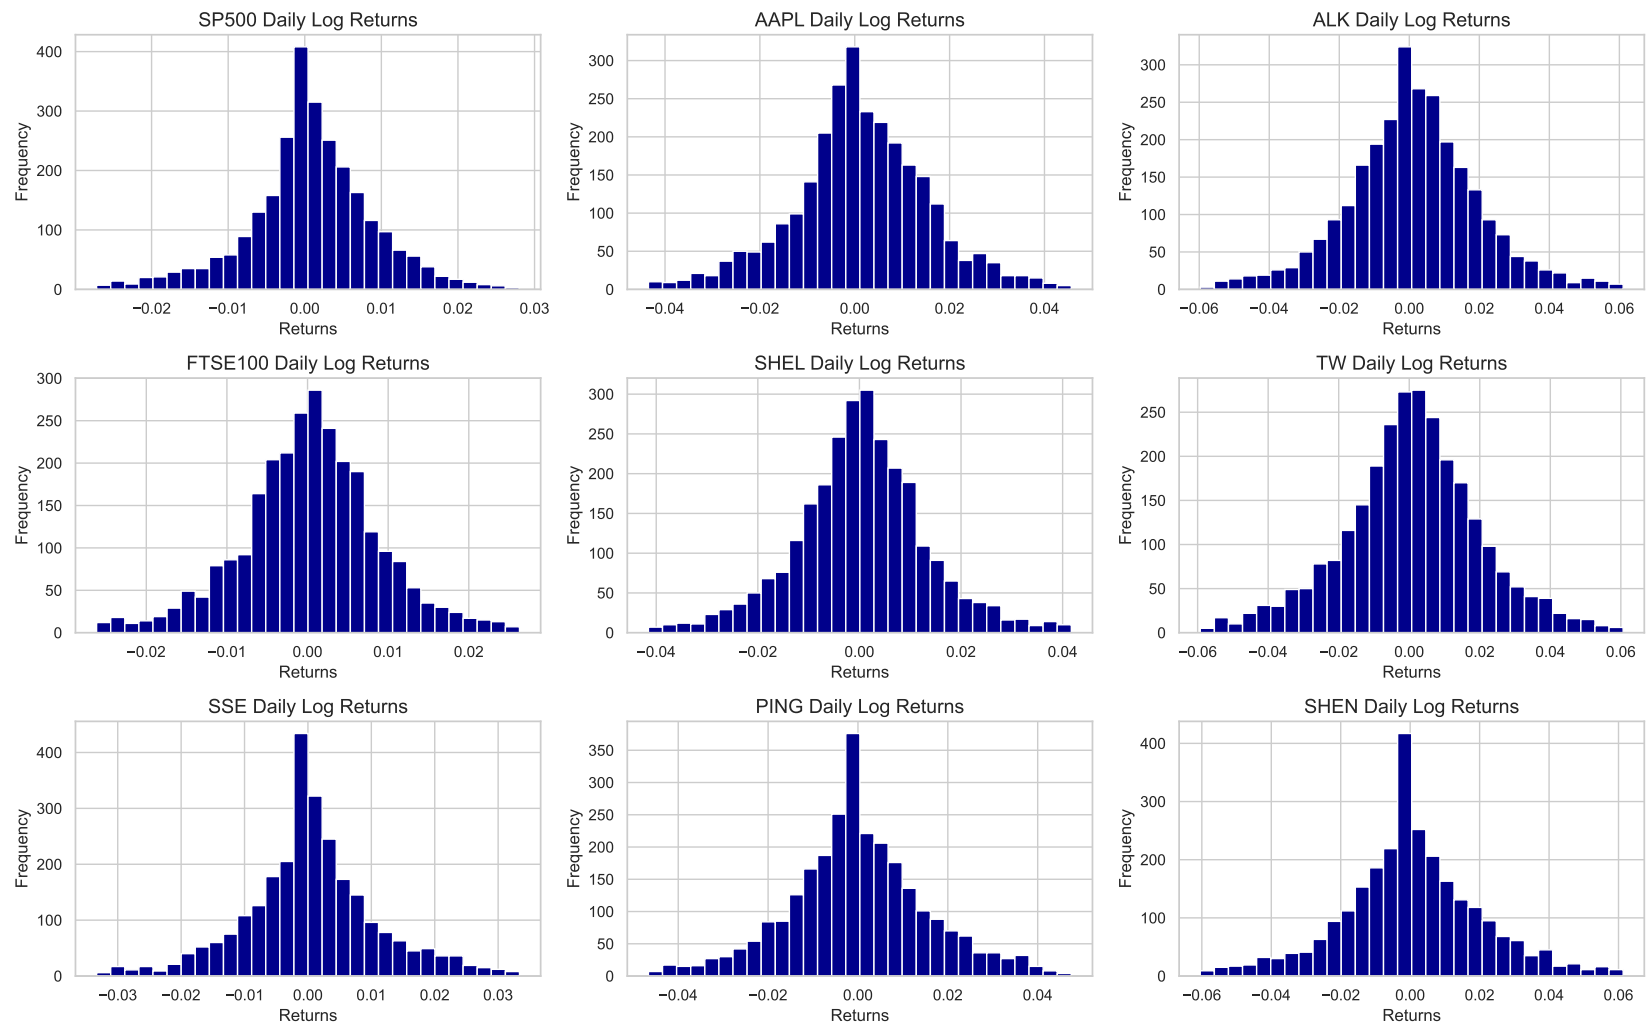 SP500 Daily Log Returns
Frequency
400
300
200
100
0
−0.02 −0.01 0.00 0.01 0.02 0.03
Returns
AAPL Daily Log Returns
Frequency
300
250
200
150
100
50
0
−0.04 −0.02 0.00 0.02 0.04
Returns
ALK Daily Log Returns
Frequency
300
250
200
150
100
50
0
−0.06 −0.04 −0.02 0.00 0.02 0.04 0.06
Returns
FTSE100 Daily Log Returns
Frequency
300
250
200
150
100
50
0
−0.02 −0.01 0.00 0.01 0.02
Returns
SHEL Daily Log Returns
Frequency
300
250
200
150
100
50
0
−0.04 −0.02 0.00 0.02 0.04
Returns
TW Daily Log Returns
Frequency
250
200
150
100
50
0
−0.06 −0.04 −0.02 0.00 0.02 0.04 0.06
Returns
SSE Daily Log Returns
Frequency
400
300
200
100
0
−0.03 −0.02 −0.01 0.00 0.01 0.02 0.03
Returns
PING Daily Log Returns
Frequency
350
300
250
200
150
100
50
0
−0.04 −0.02 0.00 0.02 0.04
Returns
SHEN Daily Log Returns
Frequency
400
300
200
100
0
−0.06 −0.04 −0.02 0.00 0.02 0.04 0.06
Returns